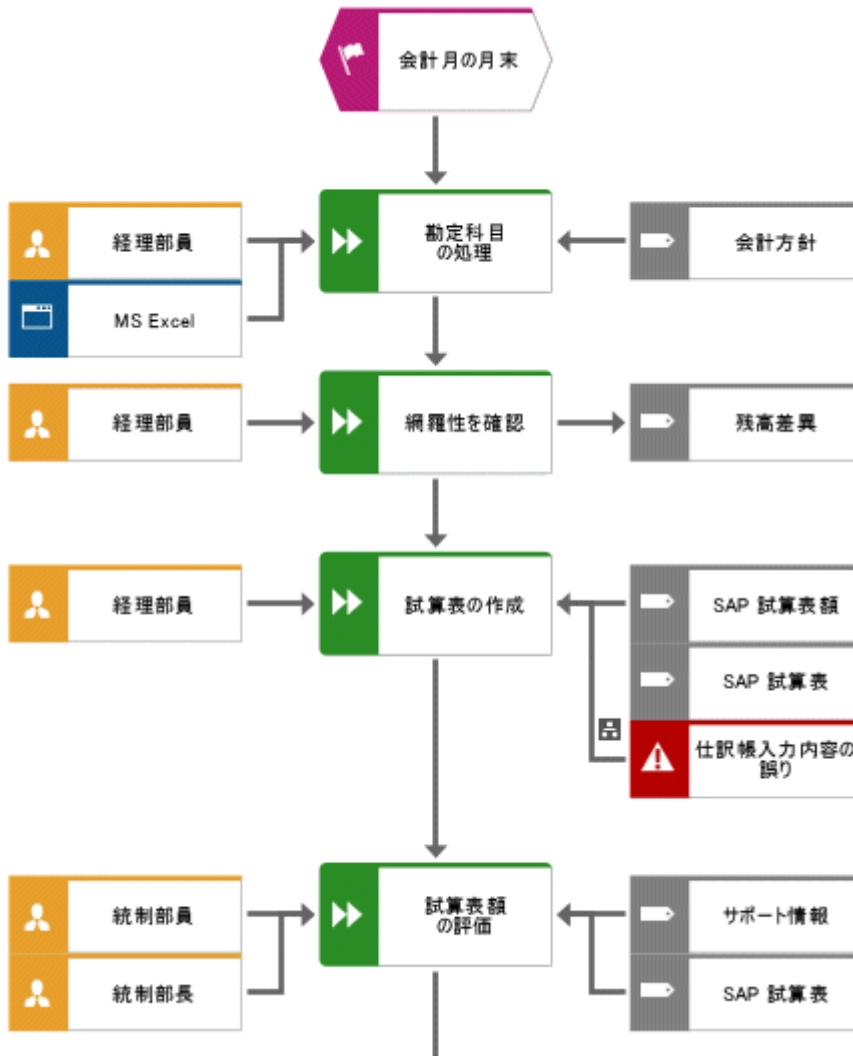 会計月の月末
経理部員
勘定科目
の処理
会計方針
MS Excel
経理部員
網羅性を確認
残高差異
経理部員
試算表の作成
SAP 試算表額
SAP 試算表
仕訳帳入力内容の
誤り
統制部員
試算表額
の評価
サポート情報
統制部長
SAP 試算表